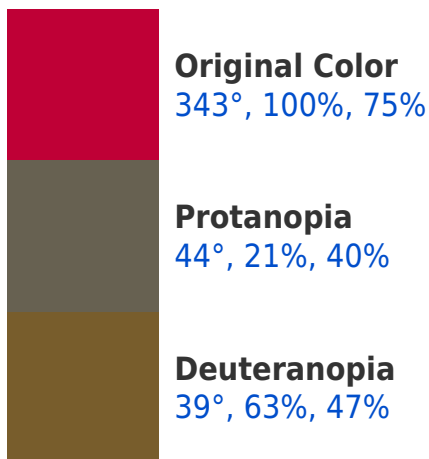 Original Color
343°, 100%, 75%
Protanopia
44°, 21%, 40%
Deuteranopia
39°, 63%, 47%